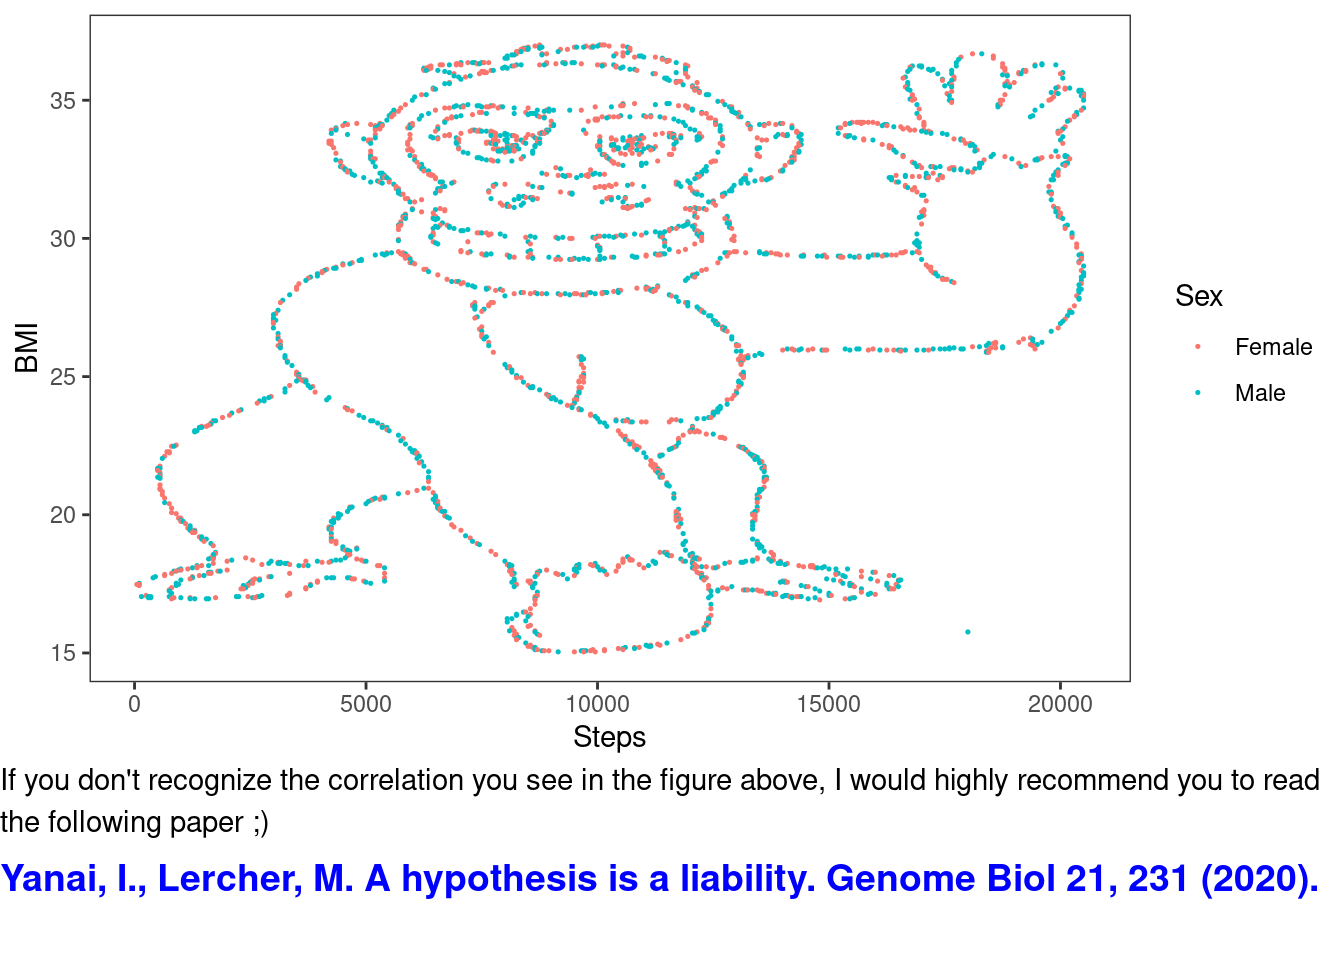 35
30
25
20
15
BMI
0 5000 10000 15000 20000
Steps
Sex
Female
Male
If you don't recognize the correlation you see in the figure above, I would highly recommend you to read
the following paper ;)
Yanai, I., Lercher, M. A hypothesis is a liability. Genome Biol 21, 231 (2020).